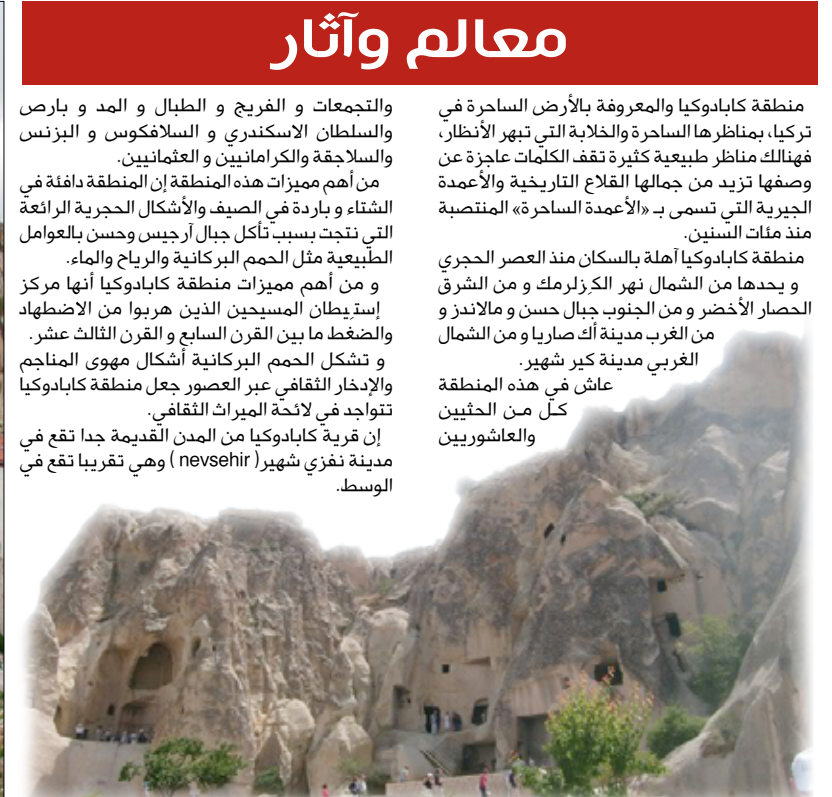 معالم وآثار
منطقة كابادوكيا والمعروفة بالأرض الساحرة في
تركيا، بمناظرها الساحرة والخلابة التي تبهر الأنظار،
فهنالك مناظر طبيعية كثيرة تقف الكلمات عاجزة عن
وصفها تزيد من جمالها القلاع التاريخية والأعمدة
الجيرية التي تسمى بـ «الأعمدة الساحرة» المنتصبة
منذ مئات السنين.
منطقة كابادوكيا آهلة بالسكان منذ العصر الحجري
و يحدها من الشمال نهر الكزلرمك و من الشرق
الحصار الأخضر و من الجنوب جبال حسن و مالاندز و
من الغرب مدينة أك صاريا و من الشمال
الغربي مدينة كير شهير.
عاش في هذه المنطقة
كل من الحثيين
والعاشوريين
والتجمعات و الفريج و الطبال و المد و بارص
والسلطان الاسكندري و السلافكوس و البزنس
والسلاجقة والكرامانيين و العثمانيين.
من أهم مميزات هذه المنطقة إن المنطقة دافئة في
الشتاء و باردة في الصيف والأشكال الحجرية الرائعة
التي نتجت بسبب تأكل جبال آرجيس وحسن بالعوامل
الطبيعية مثل الحمم البركانية والرياح والماء.
و من أهم مميزات منطقة كابادوكيا أنها مركز
إستيطان المسيحين الذين هربوا من الاضطهاد
والضغط ما بين القرن السابع و القرن الثالث عشر.
و تشكل الحمم البركانية أشكال مهوى المناجم
والإدخار الثقافي عبر العصور جعل منطقة كابادوكيا
تتواجد في لائحة الميراث الثقافي.
إن قرية كابادوكيا من المدن القديمة جدا تقع في
مدينة نفزي شهير( nevsehir ) وهي تقريبا تقع في
الوسط.